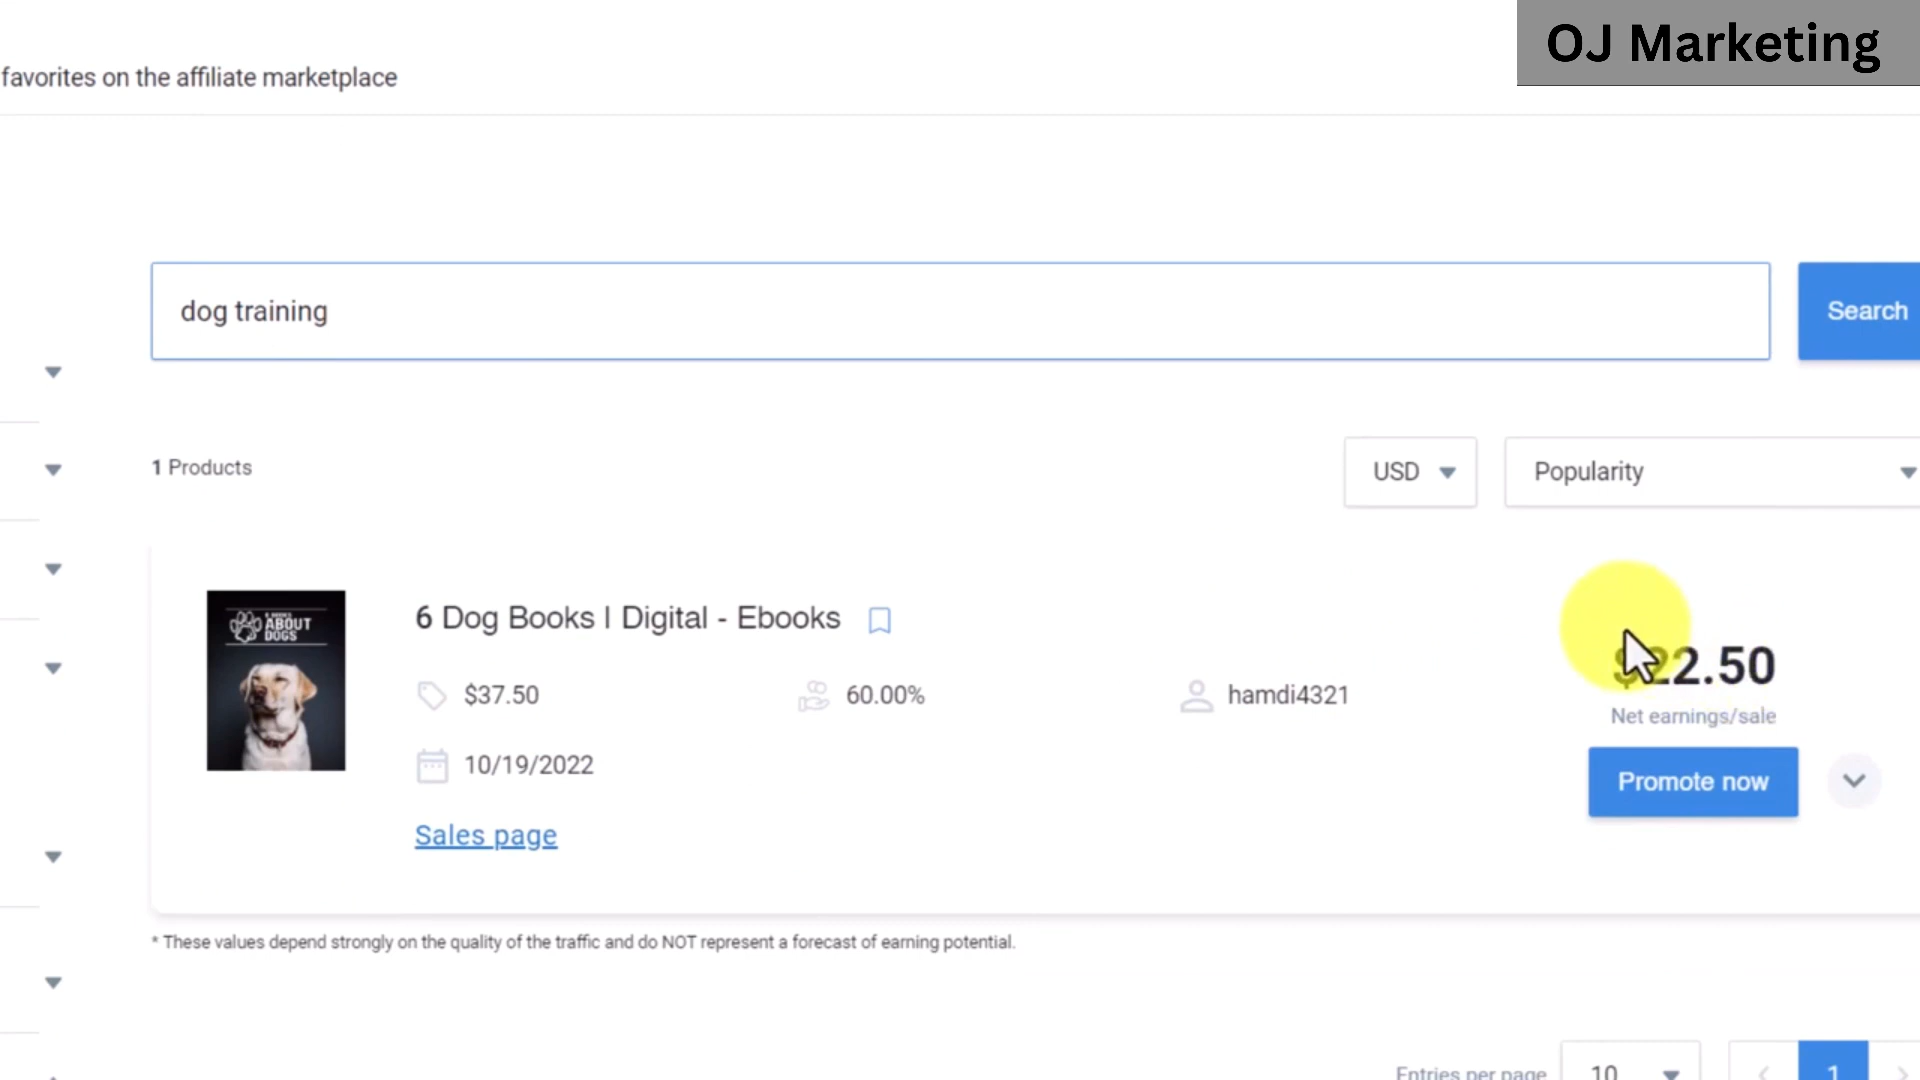 OJ Marketing
favorites on the affiliate marketplace
dog training
Search
1 Products
USD
Popularity
ABOUT
DOGS
6 Dog Books I Digital - Ebooks
$37.50
60.00%
hamdi4321
$22.50
Net earnings/sale
10/19/2022
Promote now
Sales page
* These values depend strongly on the quality of the traffic and do NOT represent a forecast of earning potential.
Entries per page
10
1